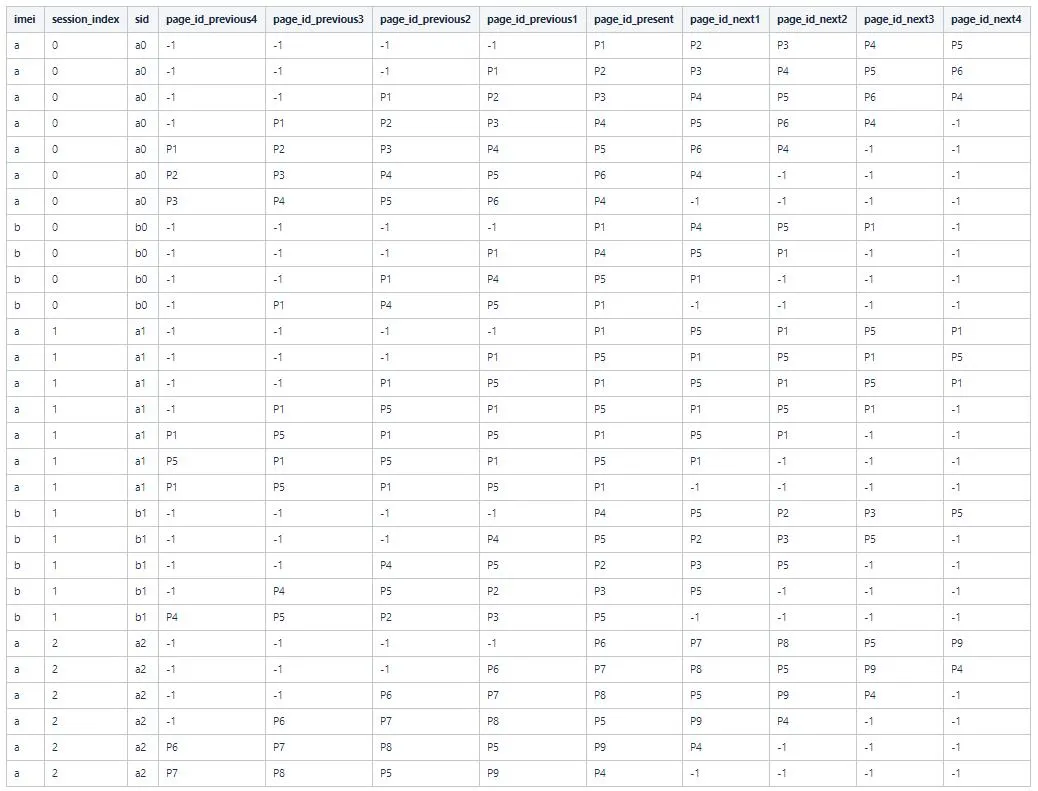 imei session_index sid page_id_previous4 page_id_previous3 page_id_previous2 page_id_previous1 page_id_present page_id_next1 page_id_next2 page_id_next3 page_id_next4
a 0 a0 -1 -1 -1 -1 P1 P2 P3 P4 P5
a 0 a0 -1 -1 -1 P1 P2 P3 P4 P5 P6
a 0 a0 -1 -1 P1 P2 P3 P4 P5 P6 P4
a 0 a0 -1 P1 P2 P3 P4 P5 P6 P4 -1
a 0 a0 P1 P2 P3 P4 P5 P6 P4 -1 -1
a 0 a0 P2 P3 P4 P5 P6 P4 -1 -1 -1
a 0 a0 P3 P4 P5 P6 P4 -1 -1 -1 -1
b 0 b0 -1 -1 -1 -1 P1 P4 P5 P1 -1
b 0 b0 -1 -1 -1 P1 P4 P5 P1 -1 -1
b 0 b0 -1 -1 P1 P4 P5 P1 -1 -1 -1
b 0 b0 -1 P1 P4 P5 P1 -1 -1 -1 -1
a 1 a1 -1 -1 -1 -1 P1 P5 P1 P5 P1
a 1 a1 -1 -1 -1 P1 P5 P1 P5 P1 P5
a 1 a1 -1 -1 P1 P5 P1 P5 P1 P5 P1
a 1 a1 -1 P1 P5 P1 P5 P1 P5 P1 -1
a 1 a1 P1 P5 P1 P5 P1 P5 P1 -1 -1
a 1 a1 P5 P1 P5 P1 P5 P1 -1 -1 -1
a 1 a1 P1 P5 P1 P5 P1 -1 -1 -1 -1
b 1 b1 -1 -1 -1 -1 P4 P5 P2 P3 P5
b 1 b1 -1 -1 -1 P4 P5 P2 P3 P5 -1
b 1 b1 -1 -1 P4 P5 P2 P3 P5 -1 -1
b 1 b1 -1 P4 P5 P2 P3 P5 -1 -1 -1
b 1 b1 P4 P5 P2 P3 P5 -1 -1 -1 -1
a 2 a2 -1 -1 -1 -1 P6 P7 P8 P5 P9
a 2 a2 -1 -1 -1 P6 P7 P8 P5 P9 P4
a 2 a2 -1 -1 P6 P7 P8 P5 P9 P4 -1
a 2 a2 -1 P6 P7 P8 P5 P9 P4 -1 -1
a 2 a2 P6 P7 P8 P5 P9 P4 -1 -1 -1
a 2 a2 P7 P8 P5 P9 P4 -1 -1 -1 -1